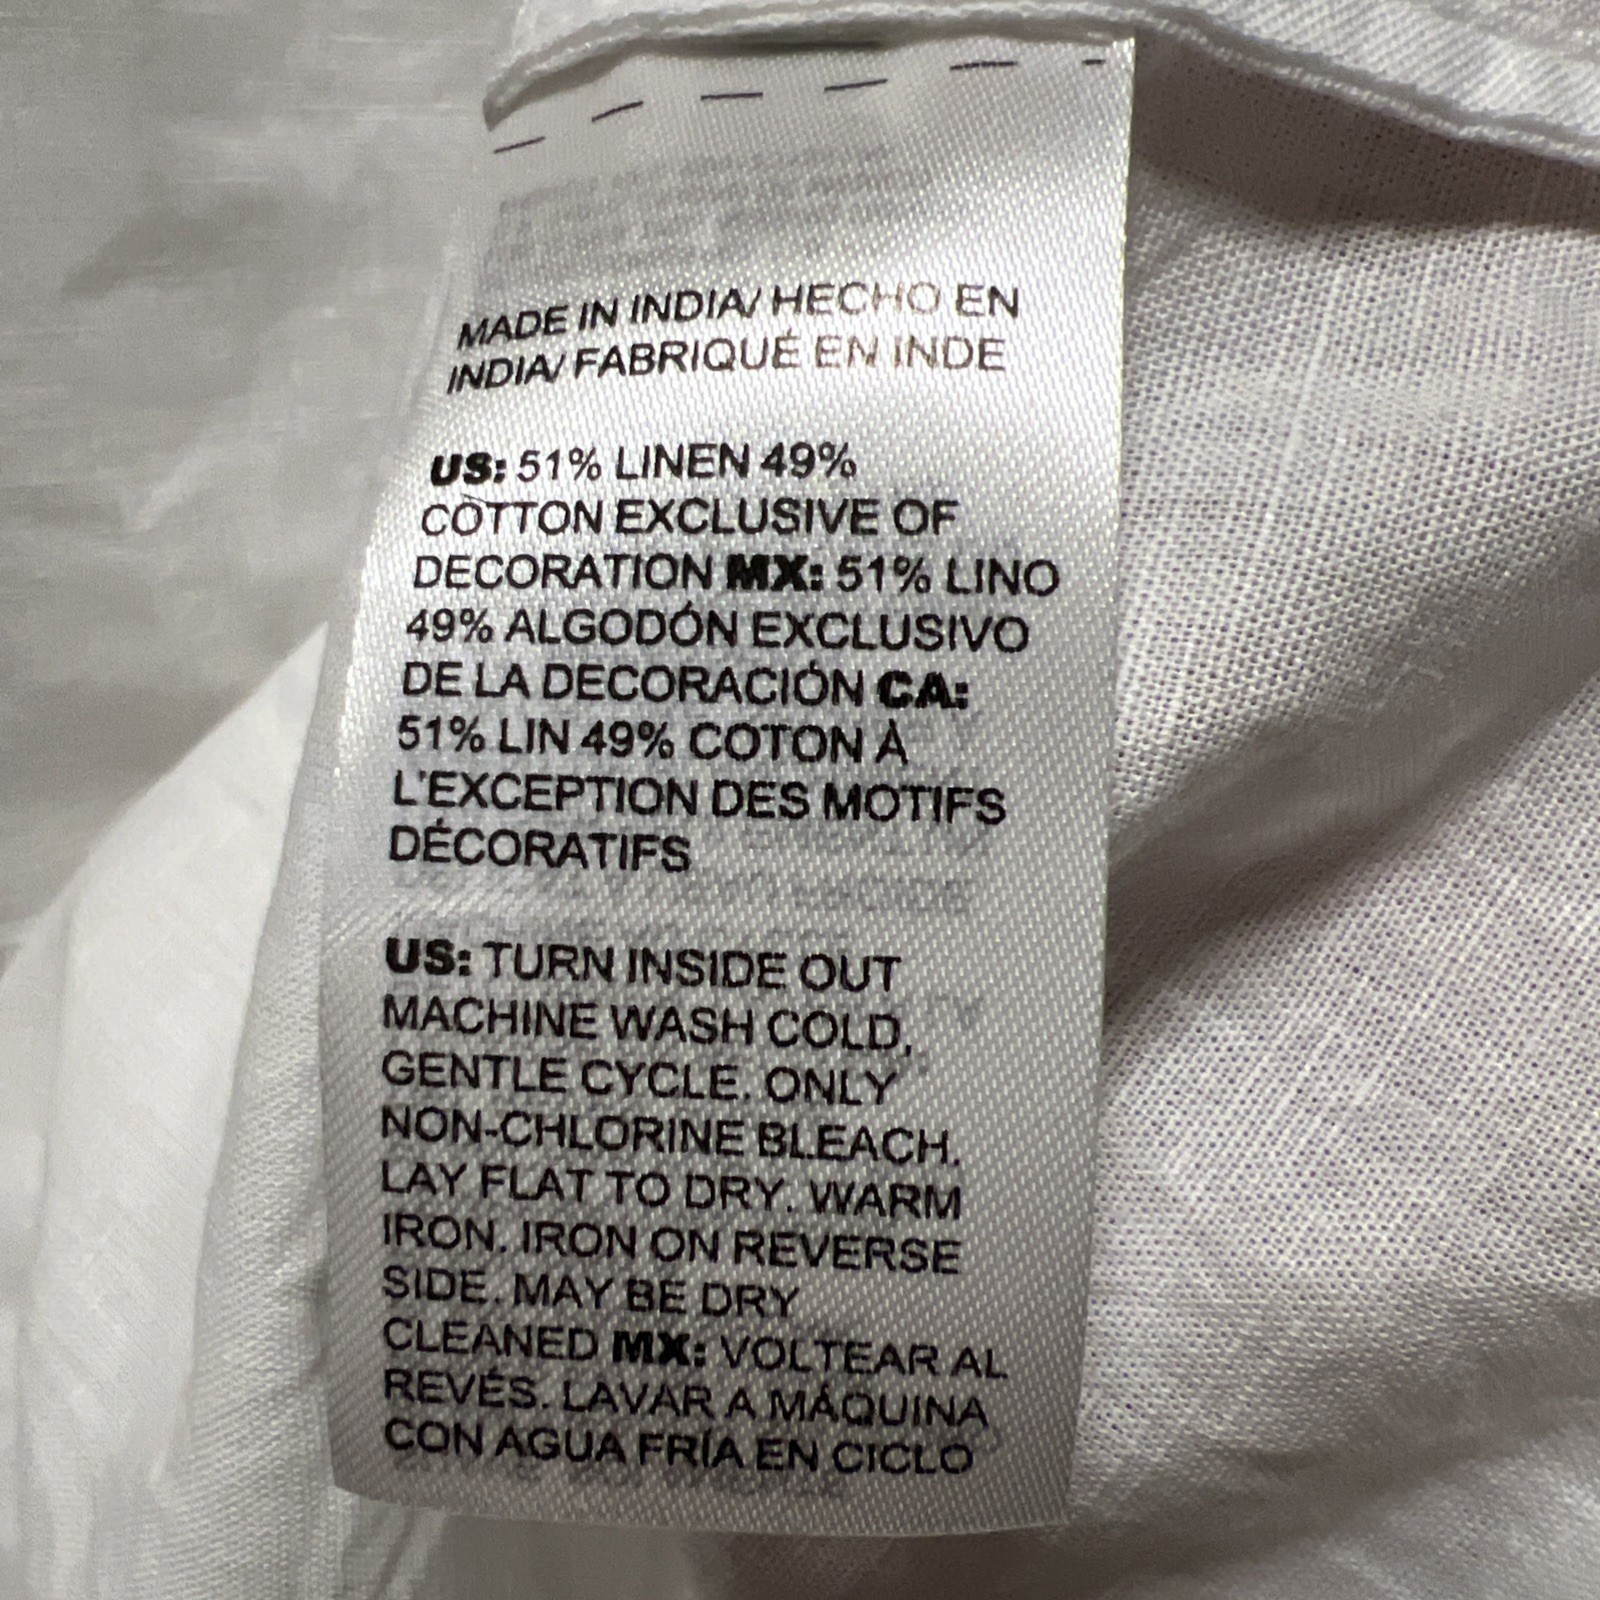 MADE IN INDIA/ HECHO EN
INDIA/ FABRIQUÉ EN INDE
US: 51% LINEN 49%
COTTON EXCLUSIVE OF
DECORATION MX: 51% LINO
49% ALGODÓN EXCLUSIVO
DE LA DECORACIÓN CA:
51% LIN 49% COTON À
L'EXCEPTION DES MOTIFS
DÉCORATIFS
US: TURN INSIDE OUT
MACHINE WASH COLD,
GENTLE CYCLE. ONLY
NON-CHLORINE BLEACH.
LAY FLAT TO DRY. WARM
IRON. IRON ON REVERSE
SIDE. MAY BE DRY
CLEANED MX: VOLTEAR AL
REVÉS. LAVAR A MÁQUINA
CON AGUA FRÍA EN CICLO